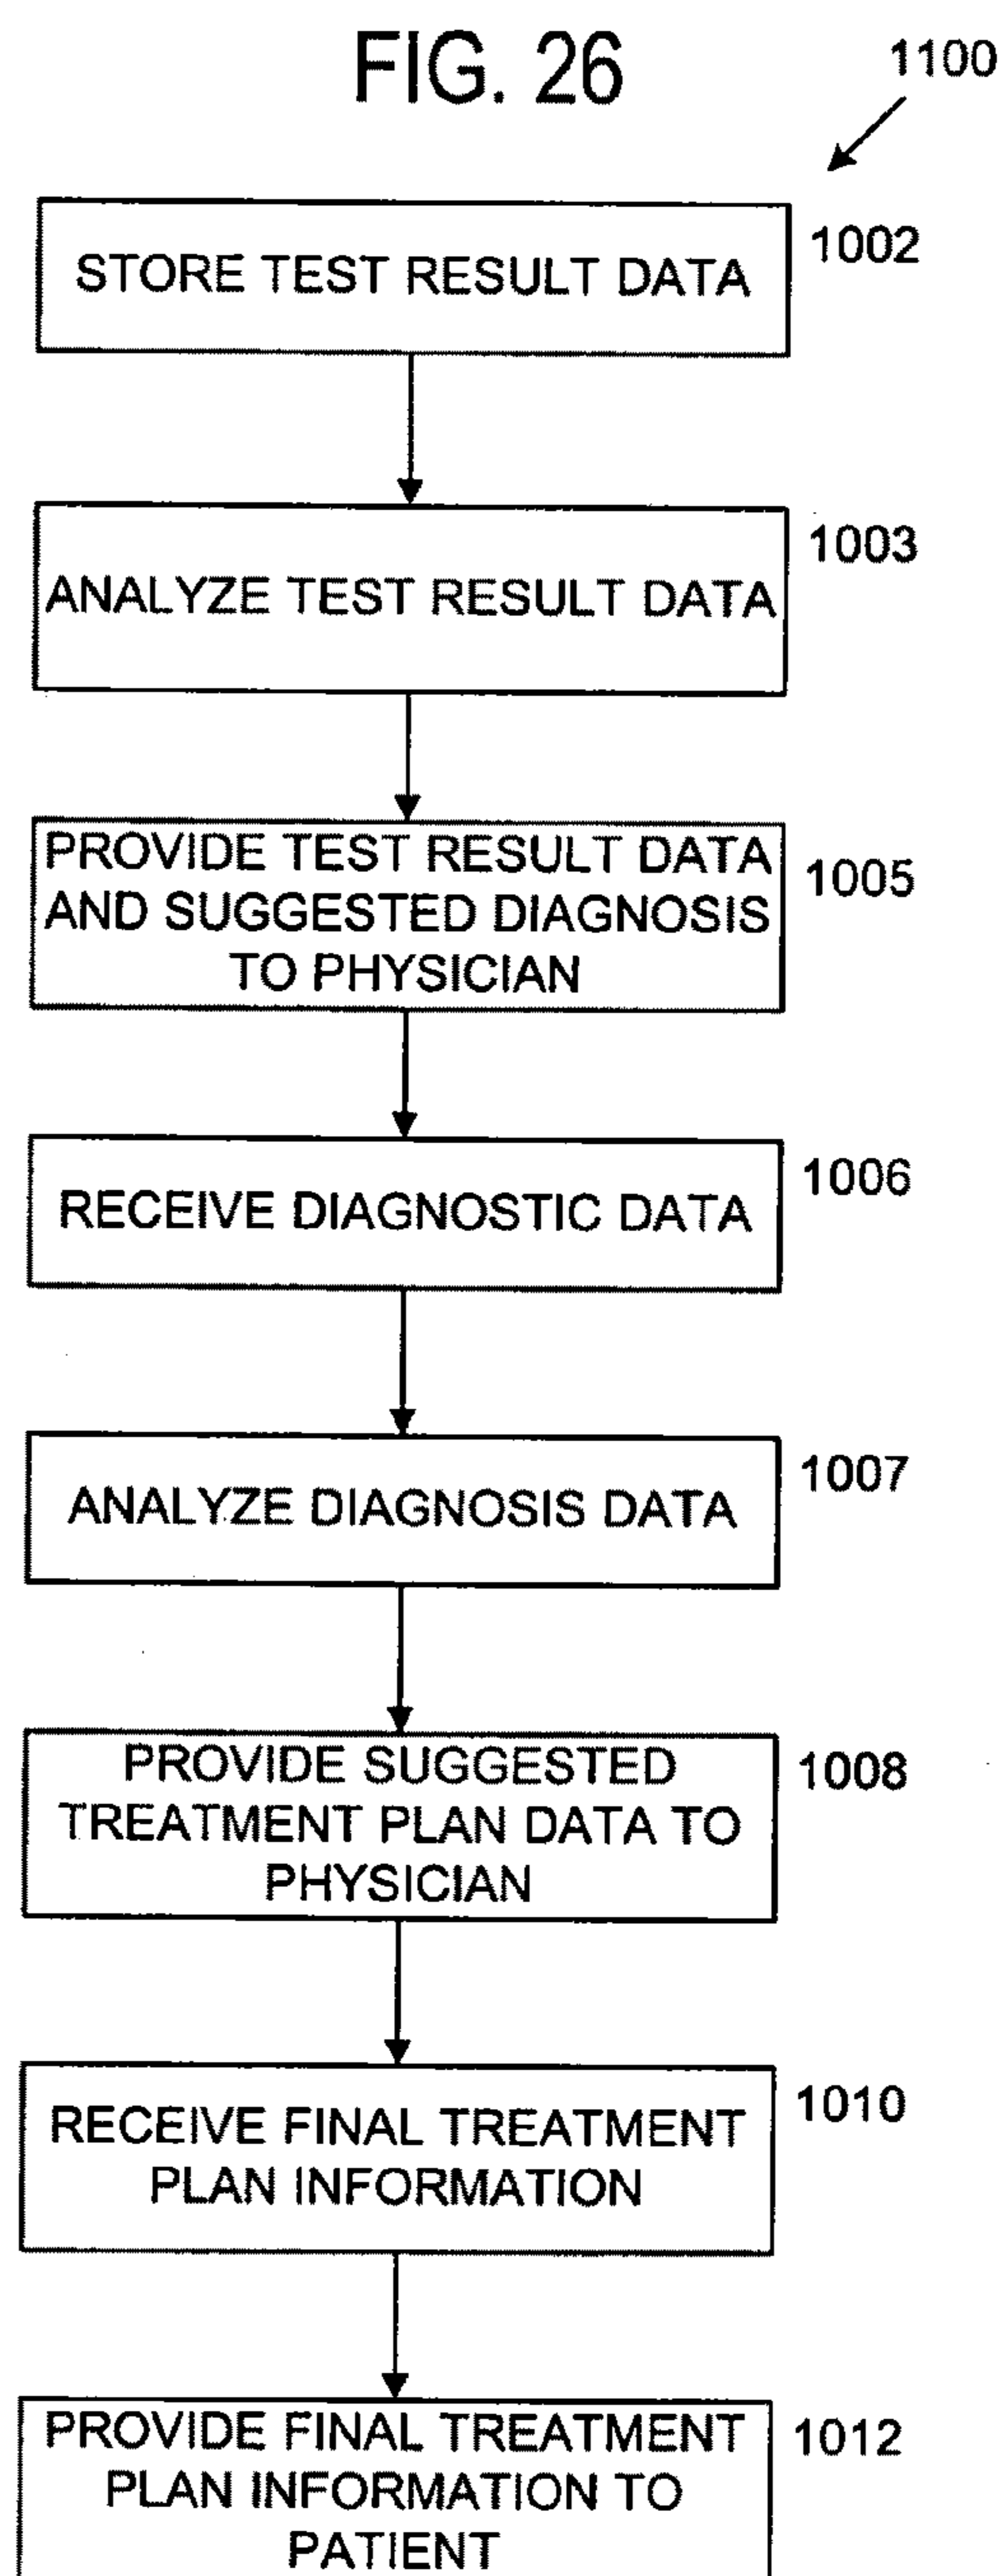 FIG. 26
1100
STORE TEST RESULT DATA
1002
ANALYZE TEST RESULT DATA
1003
PROVIDE TEST RESULT DATA
AND SUGGESTED DIAGNOSIS
TO PHYSICIAN
1005
RECEIVE DIAGNOSTIC DATA
1006
ANALYZE DIAGNOSIS DATA
1007
PROVIDE SUGGESTED
TREATMENT PLAN DATA TO
PHYSICIAN
1008
RECEIVE FINAL TREATMENT
PLAN INFORMATION
1010
PROVIDE FINAL TREATMENT
PLAN INFORMATION TO
PATIENT
1012